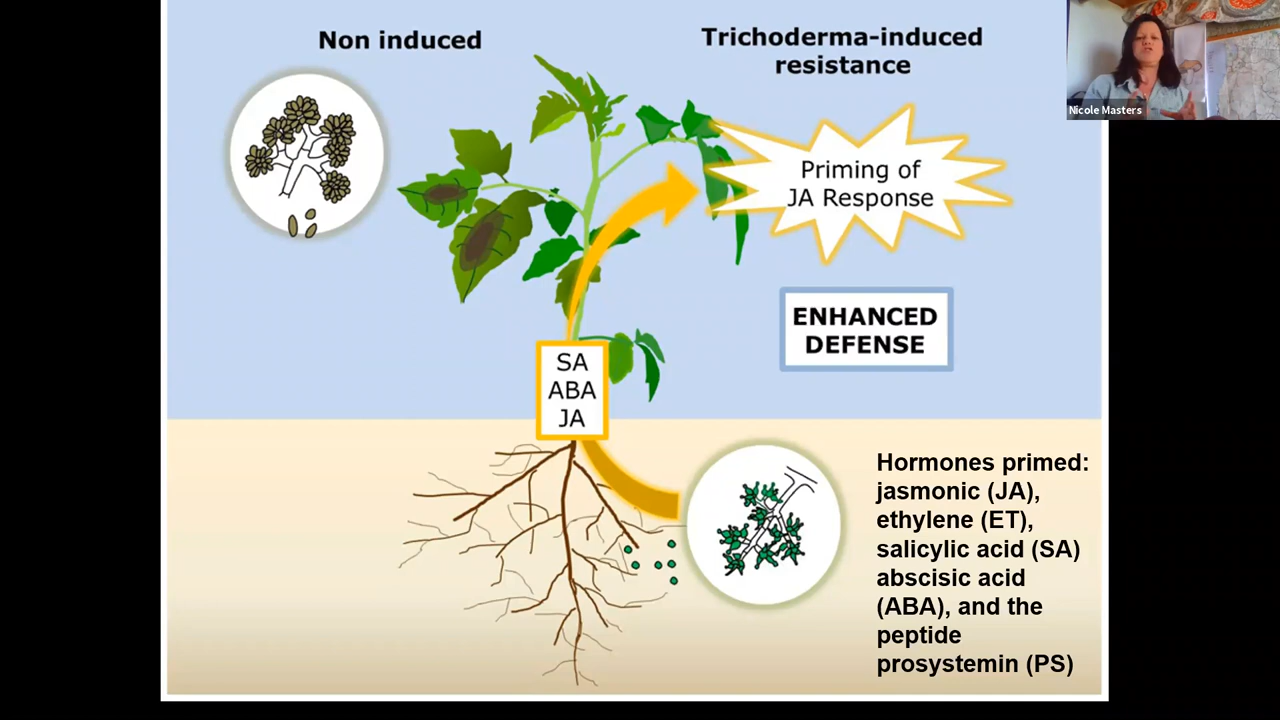 Non induced
Trichoderma-induced
resistance
Nicole Masters
Priming of
JA Response
ENHANCED
DEFENSE
SA
ABA
JA
Hormones primed:
jasmonic (JA),
ethylene (ET),
salicylic acid (SA)
abscisic acid
(ABA), and the
peptide
prosystemin (PS)